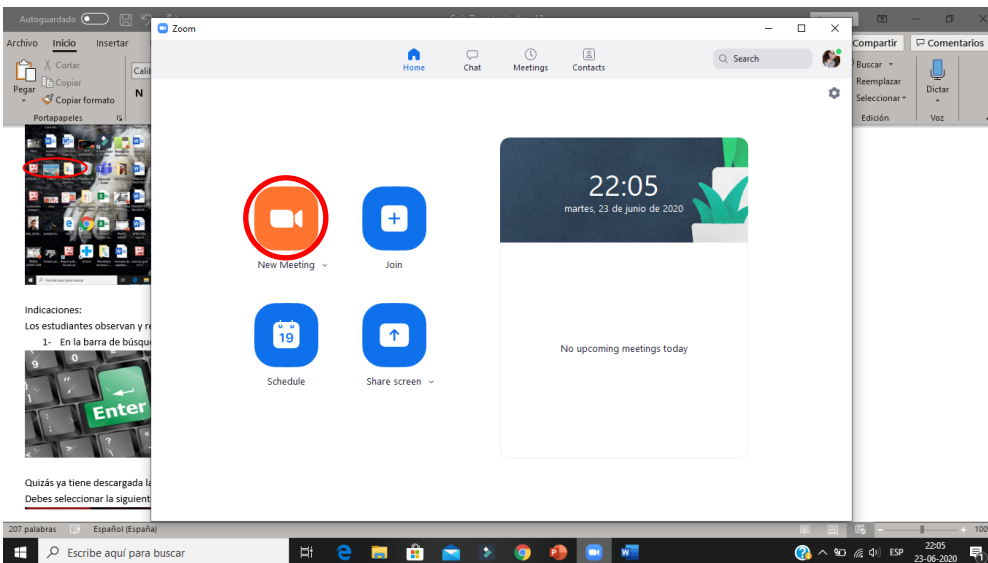 Autoguardado
Zoom
Archivo Inicio Insertar
Compartir Comentarios
Cortar
Copiar
Pegar
Copiar formato
Portapapeles
N
Buscar
Reemplazar
Seleccionar
Edición
Dictar
Voz
Home Chat Meetings Contacts
Search
22:05
martes, 23 de junio de 2020
New Meeting
Join
19
Schedule
Share screen
No upcoming meetings today
Indicaciones:
Los estudiantes observan y
1- En la barra de
Enter
Quizás ya tiene descargada
Debes seleccionar la
207 palabras Español (España)
Escribe aquí para buscar
ESP
22:05
23-06-2020